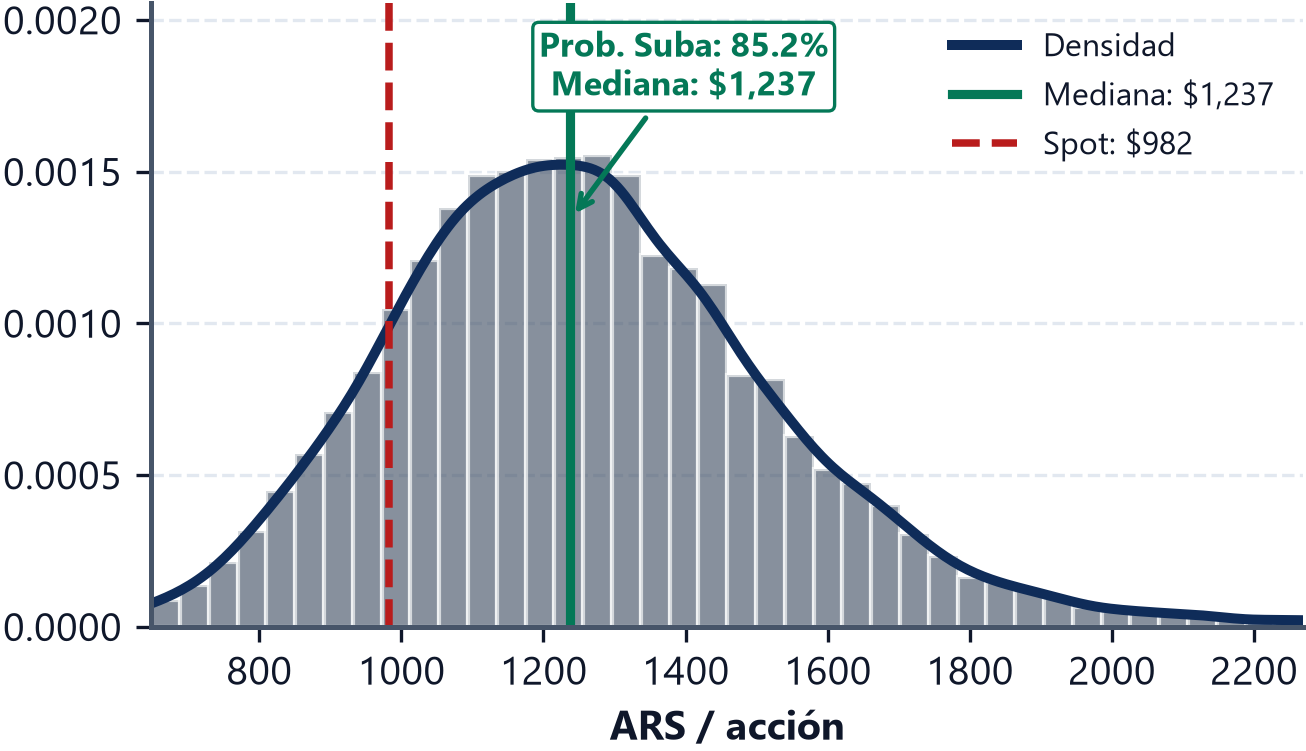 0.0020
0.0015
0.0010
0.0005
0.0000
Prob. Suba: 85.2%
Mediana: $1,237
Densidad
Mediana: $1,237
Spot: $982
800 1000 1200 1400 1600 1800 2000 2200
ARS / acción